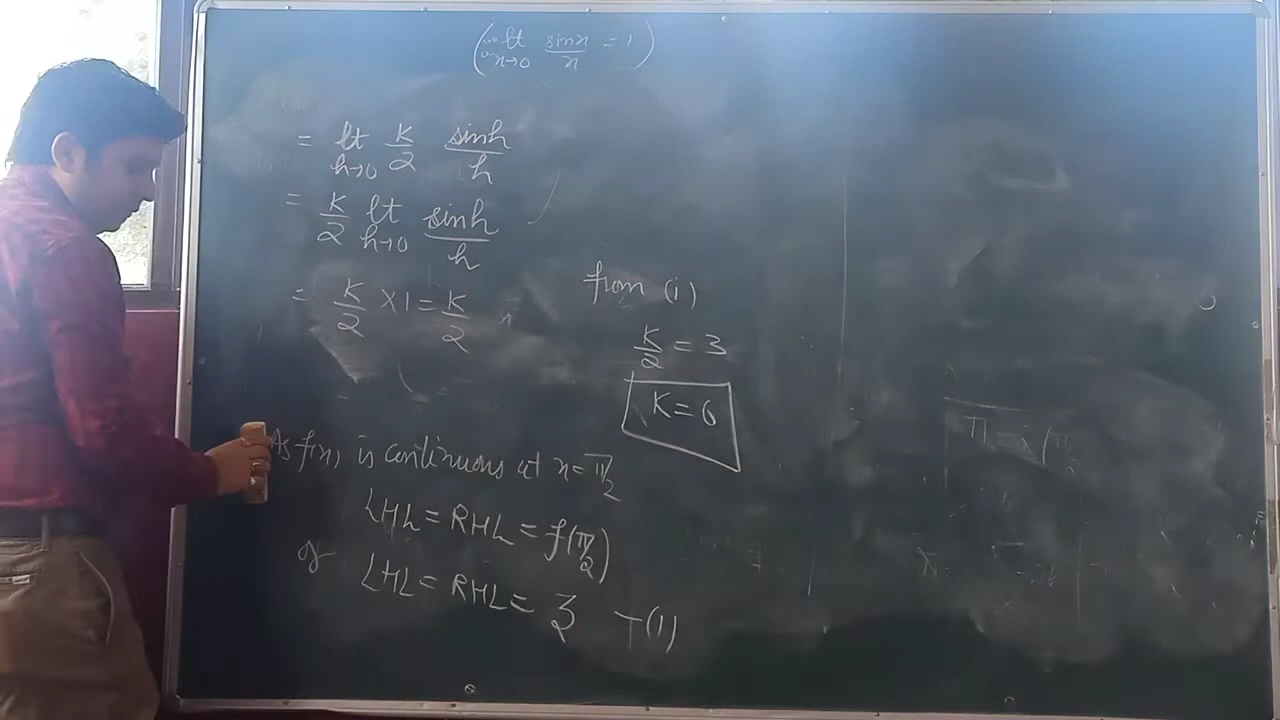 (∵ lt x→0 sinx/x = 1)
= lt h→0 K/2 sinh/h
= K/2 lt h→0 sinh/h
= K/2 × 1 = K/2
from (i)
K/2 = 3
K = 6
As f(x) is continuous at x = π/2
LHL = RHL = f(π/2)
or LHL = RHL = 3 (1)